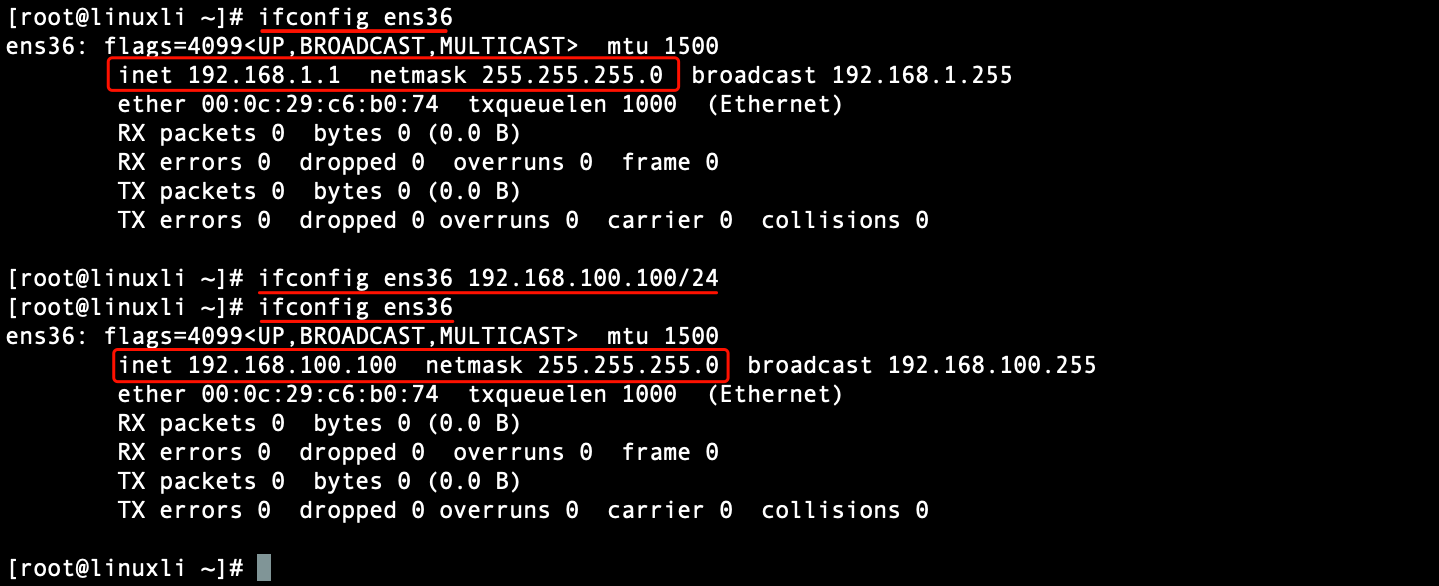 [root@linuxli ~]# ifconfig ens36
ens36: flags=4099<UP,BROADCAST,MULTICAST>  mtu 1500
        inet 192.168.1.1  netmask 255.255.255.0  broadcast 192.168.1.255
        ether 00:0c:29:c6:b0:74  txqueuelen 1000  (Ethernet)
        RX packets 0  bytes 0 (0.0 B)
        RX errors 0  dropped 0  overruns 0  frame 0
        TX packets 0  bytes 0 (0.0 B)
        TX errors 0  dropped 0 overruns 0  carrier 0  collisions 0

[root@linuxli ~]# ifconfig ens36 192.168.100.100/24
[root@linuxli ~]# ifconfig ens36
ens36: flags=4099<UP,BROADCAST,MULTICAST>  mtu 1500
        inet 192.168.100.100  netmask 255.255.255.0  broadcast 192.168.100.255
        ether 00:0c:29:c6:b0:74  txqueuelen 1000  (Ethernet)
        RX packets 0  bytes 0 (0.0 B)
        RX errors 0  dropped 0  overruns 0  frame 0
        TX packets 0  bytes 0 (0.0 B)
        TX errors 0  dropped 0 overruns 0  carrier 0  collisions 0

[root@linuxli ~]#